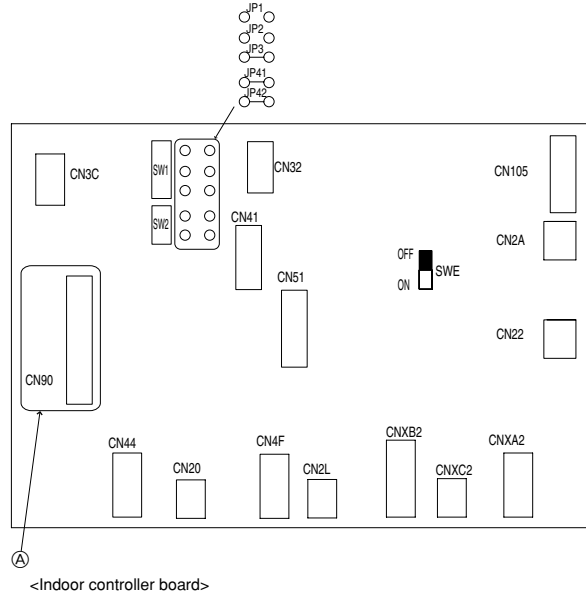 JP1
JP2
JP3
JP41
JP42
CN3C
SW1
SW2
CN32
CN105
CN41
CN2A
OFF
SWE
ON
CN51
CN22
CN90
CN44
CN20
CN4F
CN2L
CNXB2
CNXC2
CNXA2
A
<Indoor controller board>